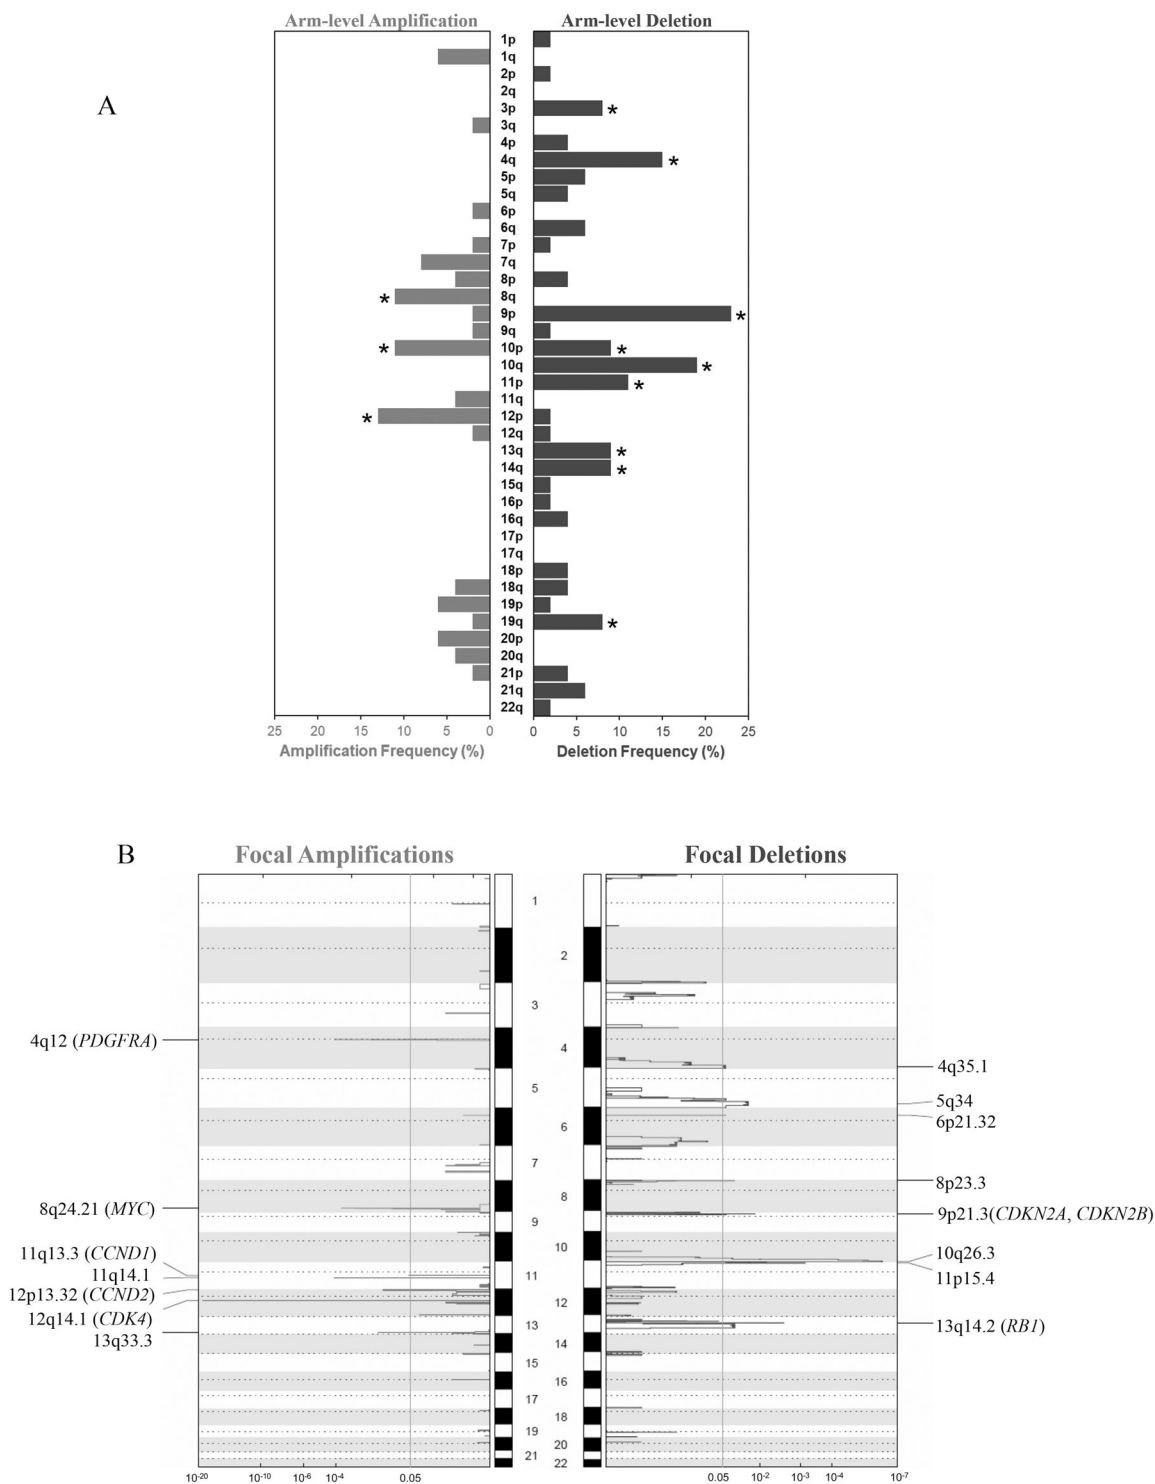 Arm-level Amplification Arm-level Deletion
A
1p
1q
2p
2q
3p *
3q
4p
4q *
5p
5q
6p
6q
7p
7q
8p
* 8q
9p *
9q
* 10p *
10q *
11p *
11q
* 12p
12q
13q *
14q *
15q
16p
16q
17p
17q
18p
18q
19p
19q *
20p
20q
21p
21q
22q
25 20 15 10 5 0 0 5 10 15 20 25
Amplification Frequency (%) Deletion Frequency (%)
B
Focal Amplifications Focal Deletions
1
2
3
4q12 (PDGFRA)
4
4q35.1
5
5q34
6p21.32
6
7
8p23.3
8
8q24.21 (MYC)
9p21.3(CDKN2A, CDKN2B)
9
10
11q13.3 (CCND1)
10q26.3
11q14.1
11
11p15.4
12p13.32 (CCND2)
12
12q14.1 (CDK4)
13
13q14.2 (RB1)
13q33.3
14
15
16
17
18
19
20
21
22
10-20 10-10 10-6 10-4 0.05 0.05 10-2 10-3 10-4 10-7